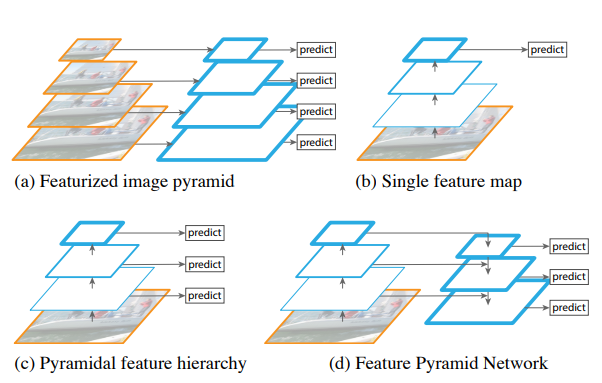 predict
predict
predict
predict
(a) Featurized image pyramid
predict
(b) Single feature map
predict
predict
predict
(c) Pyramidal feature hierarchy
predict
predict
predict
(d) Feature Pyramid Network